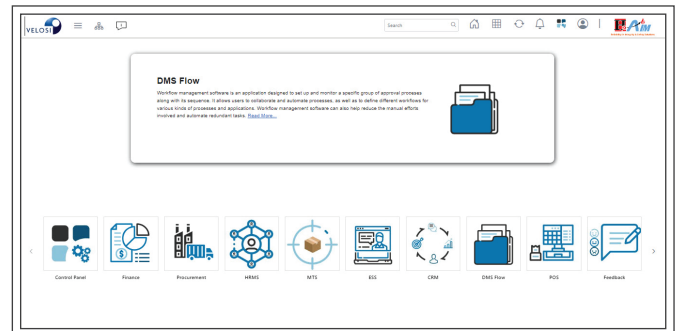 VELOSI
Search
DMS Flow
Workflow management software is an application designed to set up and monitor a specific group of approval proceses
along with its sequence. It allows users to collaborate and automate processes, as well as to define different workflows for
various kinds of processes and applications. Workflow management software can also help reduce the manual efforts
involved and automate redundant tasks. Read More...
Control Panel
Finance
Procurement
HRMS
MTS
ESS
CRM
DMS Flow
POS
Feedback